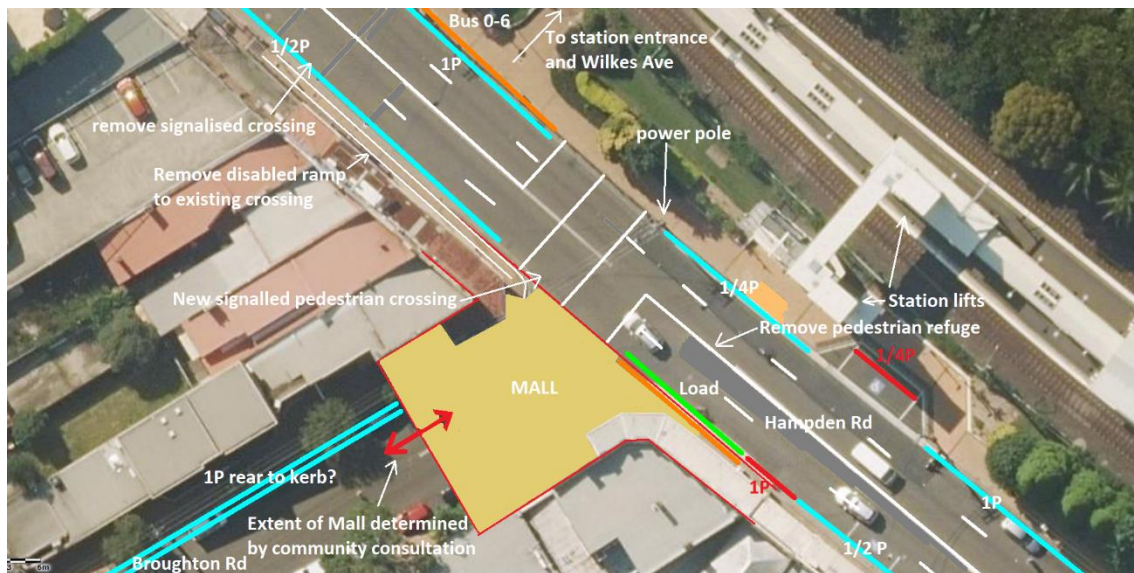 Bus 0-6
To station entrance
and Wilkes Ave
1/2P
1P
remove signalised crossing
power pole
Remove disabled ramp
to existing crossing
New signalled pedestrian crossing
1/4P
Station lifts
Remove pedestrian refuge
1/4P
MALL
Load
Hampden Rd
1P rear to kerb?
1P
1P
Extent of Mall determined
by community consultation
1/2 P
Broughton Rd
6m